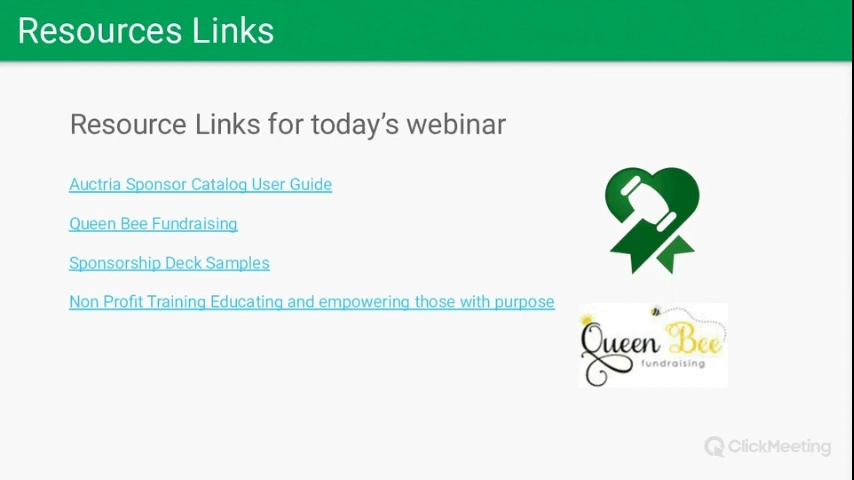 Resources Links
Resource Links for today's webinar
Auctria Sponsor Catalog User Guide
Queen Bee Fundraising
Sponsorship Deck Samples
Non Profit Training Educating and empowering those with purpose
Queen Bee
fundraising
ClickMeeting